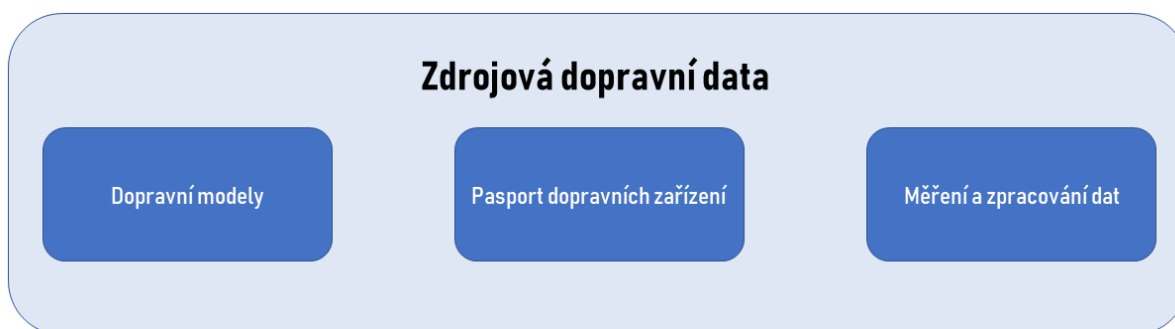 Zdrojová dopravní data
Dopravní modely
Pasport dopravních zařízení
Měření a zpracování dat